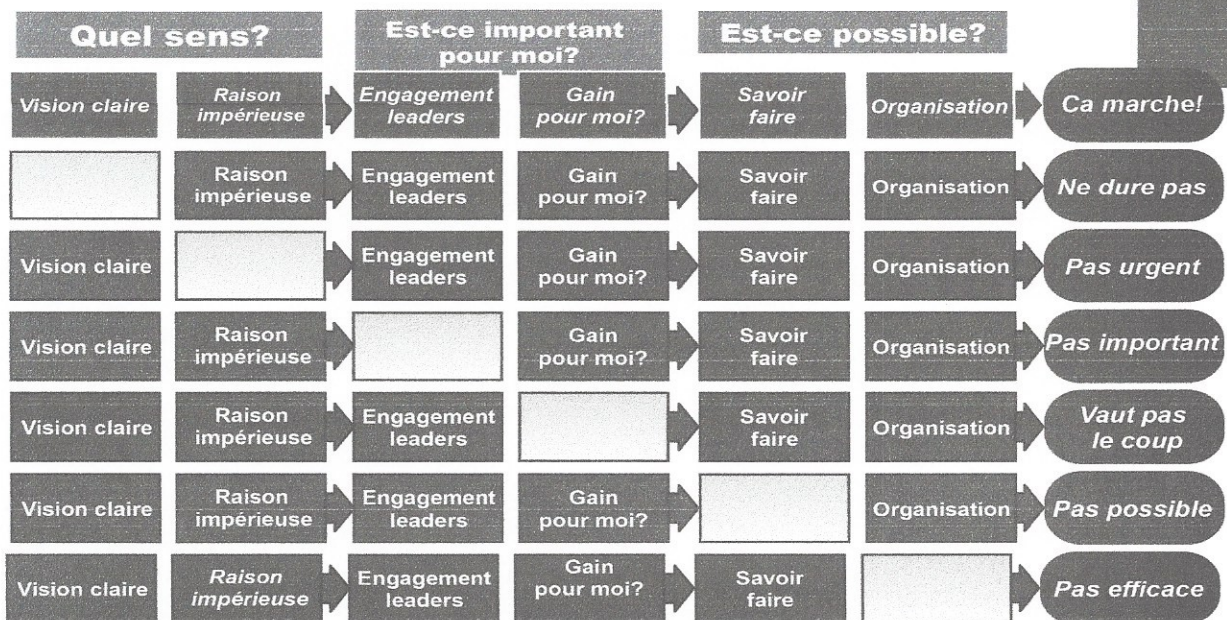 Quel sens?
Est-ce important
pour moi?
Est-ce possible?
Vision claire
Raison
impérieuse
Engagement
leaders
Gain
pour moi?
Savoir
faire
Organisation
Ca marche!
Raison
impérieuse
Engagement
leaders
Gain
pour moi?
Savoir
faire
Organisation
Ne dure pas
Vision claire
Engagement
leaders
Gain
pour moi?
Savoir
faire
Organisation
Pas urgent
Vision claire
Raison
impérieuse
Gain
pour moi?
Savoir
faire
Organisation
Pas important
Vision claire
Raison
impérieuse
Engagement
leaders
Savoir
faire
Organisation
Vaut pas
le coup
Vision claire
Raison
impérieuse
Engagement
leaders
Gain
pour moi?
Organisation
Pas possible
Vision claire
Raison
impérieuse
Engagement
leaders
Gain
pour moi?
Savoir
faire
Pas efficace